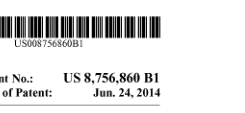 US008756860B1
nt No.: US 8,756,860 B1
of Patent: Jun. 24, 2014